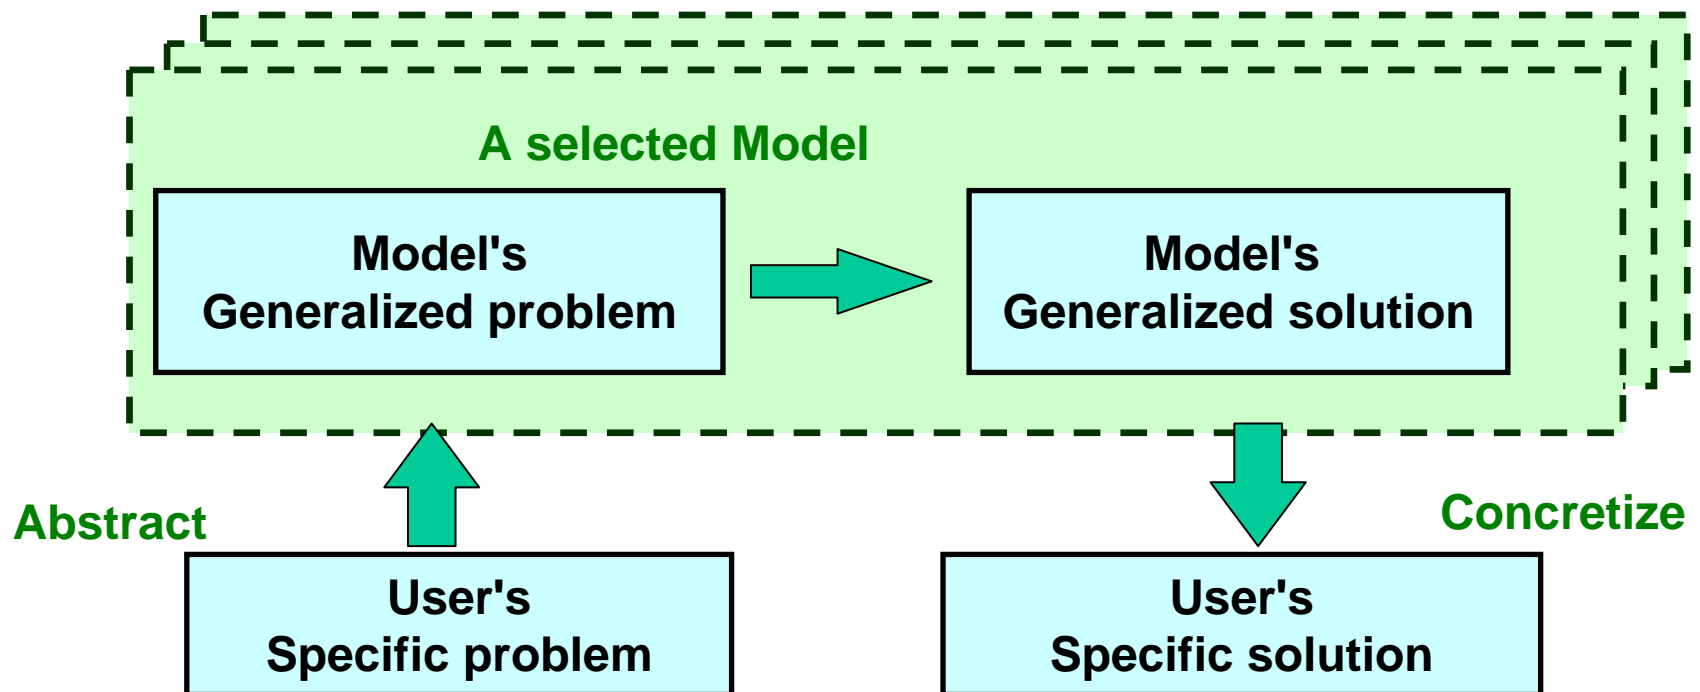 A selected Model
Model's
Generalized problem
Model's
Generalized solution
Abstract
Concretize
User's
Specific problem
User's
Specific solution